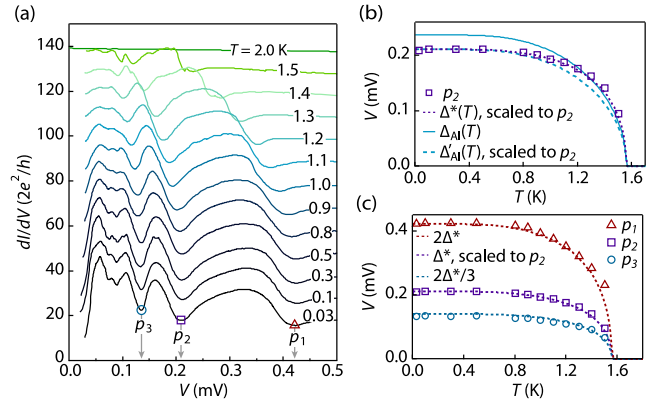 (a)
140
120
100
80
60
40
20
0
dI/dV (2e²/h)
T = 2.0 K
1.5
1.4
1.3
1.2
1.1
1.0
0.9
0.8
0.5
0.3
0.1
0.03
p₃
p₂
p₁
0.0 0.1 0.2 0.3 0.4 0.5
V (mV)
(b)
0.2
0.0
V (mV)
p₂
Δ*(T), scaled to p₂
Δ_Al(T)
Δ′_Al(T), scaled to p₂
0.0 0.4 0.8 1.2 1.6
T (K)
(c)
0.4
0.2
0.0
V (mV)
2Δ*
Δ*, scaled to p₂
2Δ*/3
p₁
p₂
p₃
0.0 0.4 0.8 1.2 1.6
T (K)